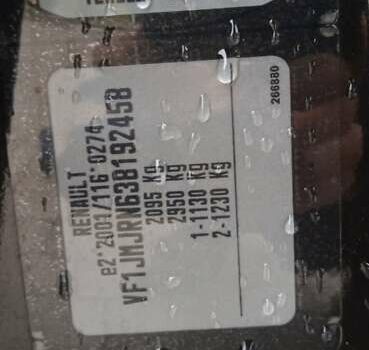 RENAULT
e2*2001/116*0274
VF1JMJRN63B192458
2095 Kg
2950 Kg
1-1130 Kg
2-1230 Kg
266880